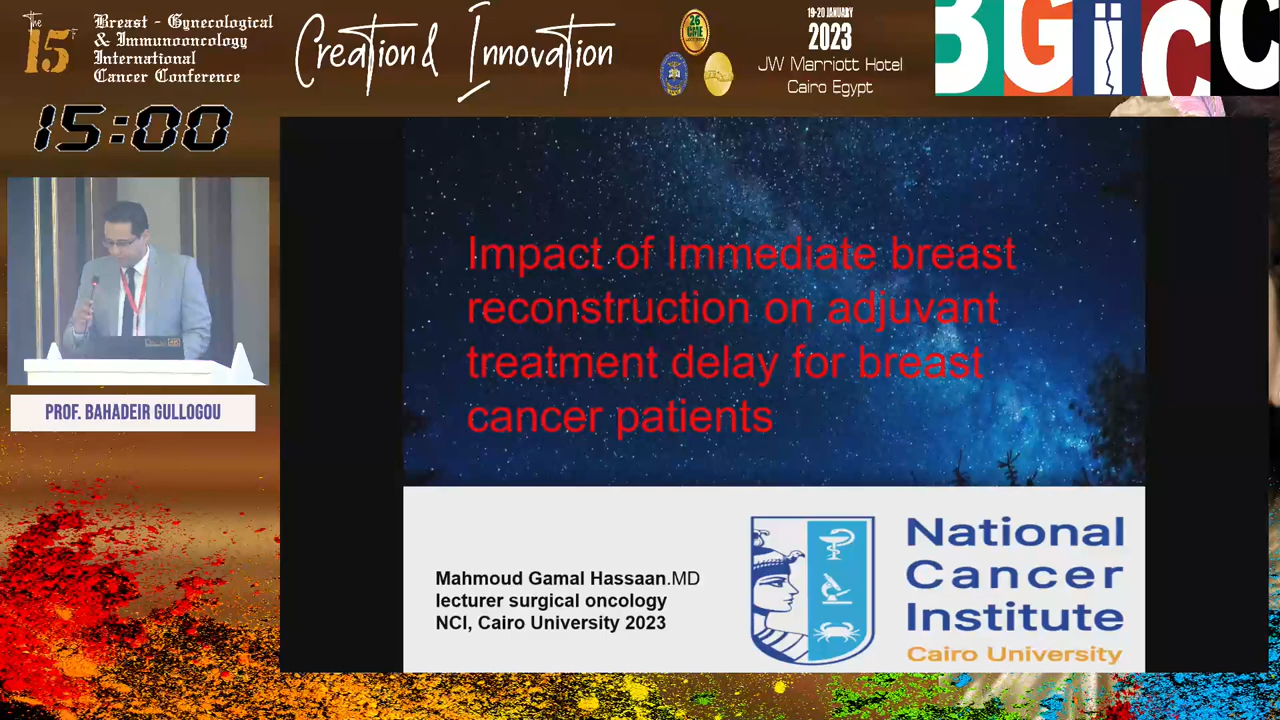 The
15th
Breast - Gynecological
& Immunooncology
International
Cancer Conference
Creation & Innovation
26
CME
19-20 JANUARY
2023
JW Marriott Hotel
Cairo Egypt
BGICC
15:00
PROF. BAHADEIR GULLOGOU
Impact of Immediate breast
reconstruction on adjuvant
treatment delay for breast
cancer patients
Mahmoud Gamal Hassaan.MD
lecturer surgical oncology
NCI, Cairo University 2023
National
Cancer
Institute
Cairo University